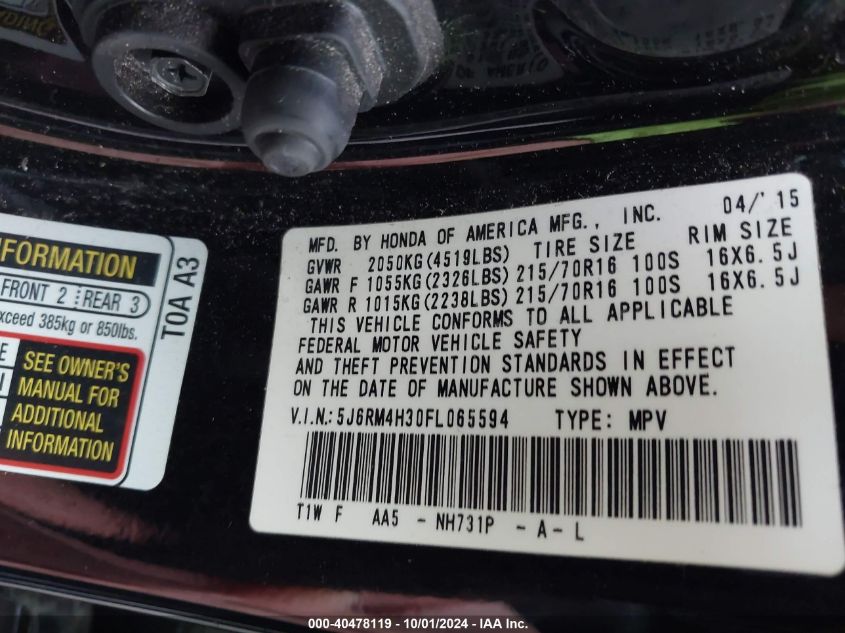 04/ 15
MFD. BY HONDA OF AMERICA MFG., INC.
GVWR 2050KG(4519LBS) TIRE SIZE RIM SIZE
GAWR F 1055KG(2326LBS) 215/70R16 100S 16X6.5J
GAWR R 1015KG(2238LBS) 215/70R16 100S 16X6.5J
THIS VEHICLE CONFORMS TO ALL APPLICABLE
FEDERAL MOTOR VEHICLE SAFETY
AND THEFT PREVENTION STANDARDS IN EFFECT
ON THE DATE OF MANUFACTURE SHOWN ABOVE.
V.I.N.: 5J6RM4H30FL065594 TYPE: MPV
T1W F AA5 - NH731P - A - L
FORMATION
FRONT 2 REAR 3
xceed 385kg or 850lbs.
SEE OWNER'S
MANUAL FOR
ADDITIONAL
INFORMATION
T0A A3
000-40478119 - 10/01/2024 - IAA Inc.